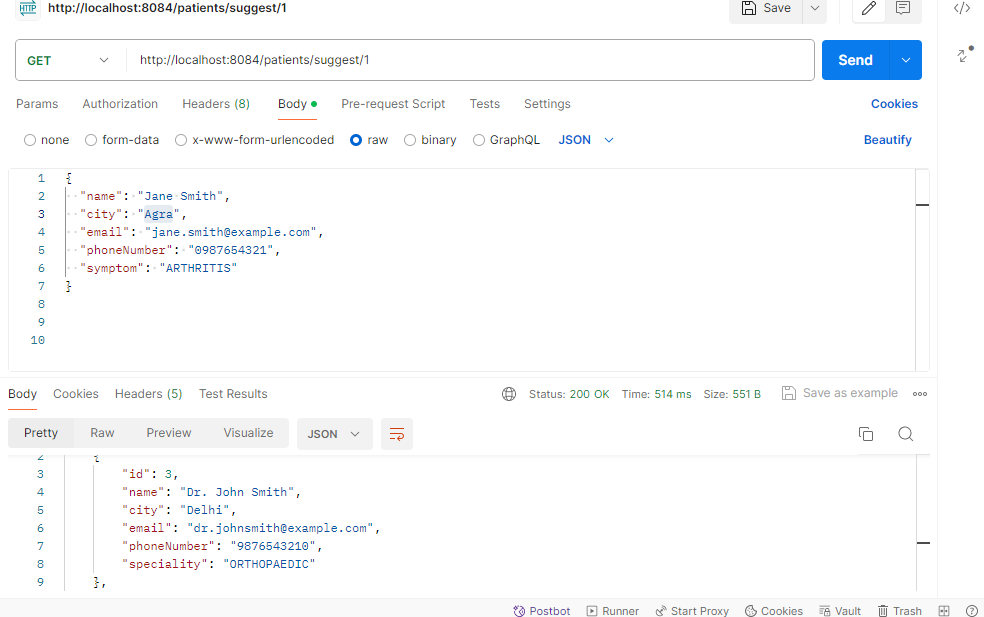 HTTP http://localhost:8084/patients/suggest/1 Save
GET http://localhost:8084/patients/suggest/1 Send
Params Authorization Headers (8) Body Pre-request Script Tests Settings Cookies
none form-data x-www-form-urlencoded raw binary GraphQL JSON Beautify
1 {
2 "name": "Jane Smith",
3 "city": "Agra",
4 "email": "jane.smith@example.com",
5 "phoneNumber": "0987654321",
6 "symptom": "ARTHRITIS"
7 }
8
9
10
Body Cookies Headers (5) Test Results Status: 200 OK Time: 514 ms Size: 551 B Save as example
Pretty Raw Preview Visualize JSON
2 {
3 "id": 3,
4 "name": "Dr. John Smith",
5 "city": "Delhi",
6 "email": "dr.johnsmith@example.com",
7 "phoneNumber": "9876543210",
8 "speciality": "ORTHOPAEDIC"
9 },
Postbot Runner Start Proxy Cookies Vault Trash